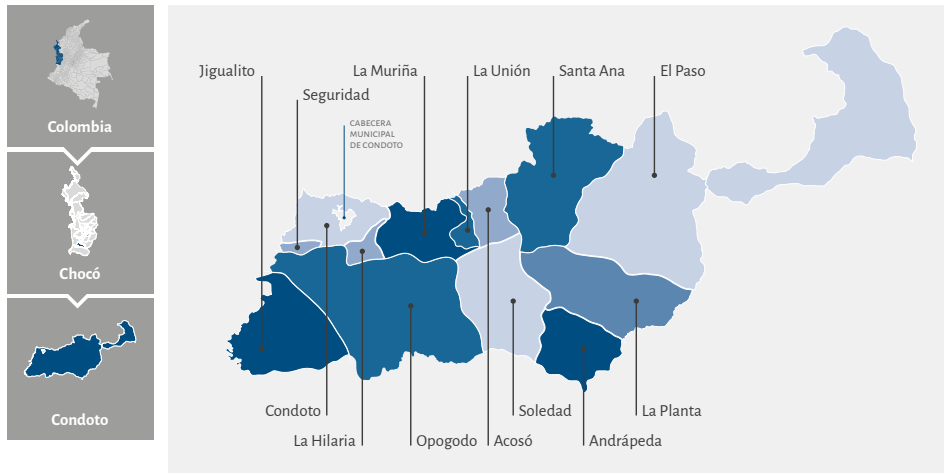 Colombia
Chocó
Condoto
Jigualito
La Muriña
La Unión
Santa Ana
El Paso
Seguridad
CABECERA
MUNICIPAL
DE CONDOTO
Condoto
Soledad
La Planta
La Hilaria
Opogodo
Acosó
Andrápeda